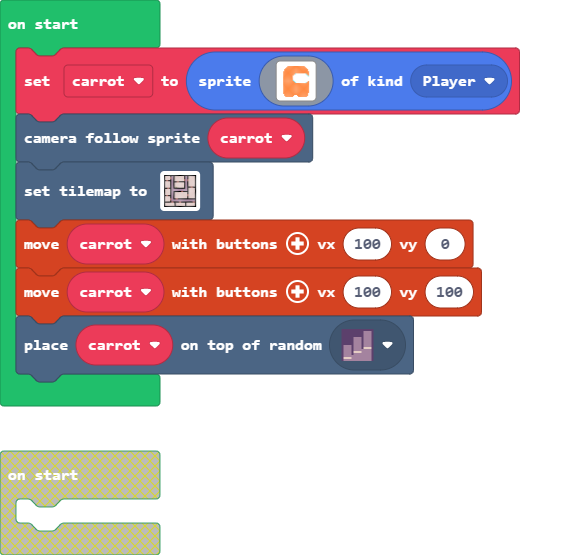 on start
set carrot to sprite of kind Player
camera follow sprite carrot
set tilemap to
move carrot with buttons vx 100 vy 0
move carrot with buttons vx 100 vy 100
place carrot on top of random
on start